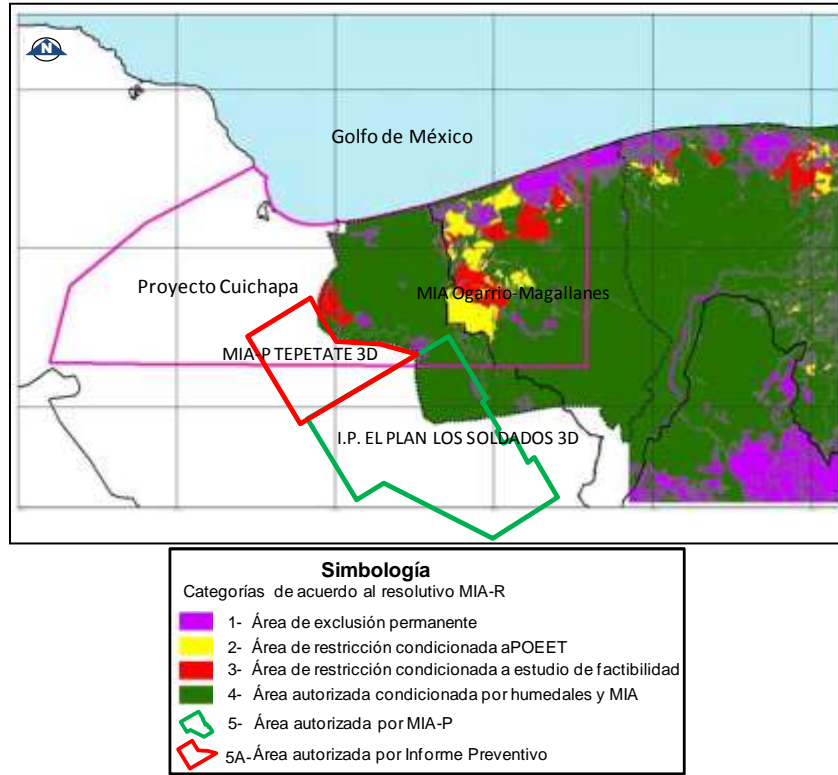 N
Golfo de México
Proyecto Cuichapa
MIA Ogarrio-Magallanes
MIA-P TEPETATE 3D
I.P. EL PLAN LOS SOLDADOS 3D
Simbología
Categorías de acuerdo al resolutivo MIA-R
1- Área de exclusión permanente
2- Área de restricción condicionada aPOEET
3- Área de restricción condicionada a estudio de factibilidad
4- Área autorizada condicionada por humedales y MIA
5- Área autorizada por MIA-P
5A- Área autorizada por Informe Preventivo